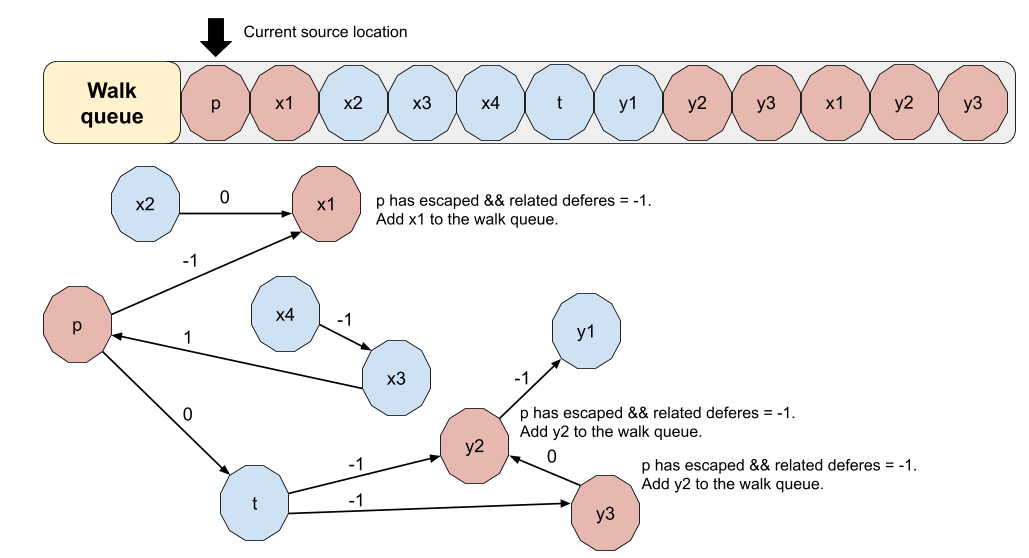 Current source location
Walk
queue
p
x1
x2
x3
x4
t
y1
y2
y3
x1
y2
y3
x2
0
x1
p has escaped && related deferes = -1.
Add x1 to the walk queue.
-1
p
x4
-1
1
x3
y1
-1
0
p has escaped && related deferes = -1.
Add y2 to the walk queue.
y2
0
p has escaped && related deferes = -1.
Add y2 to the walk queue.
-1
t
-1
y3